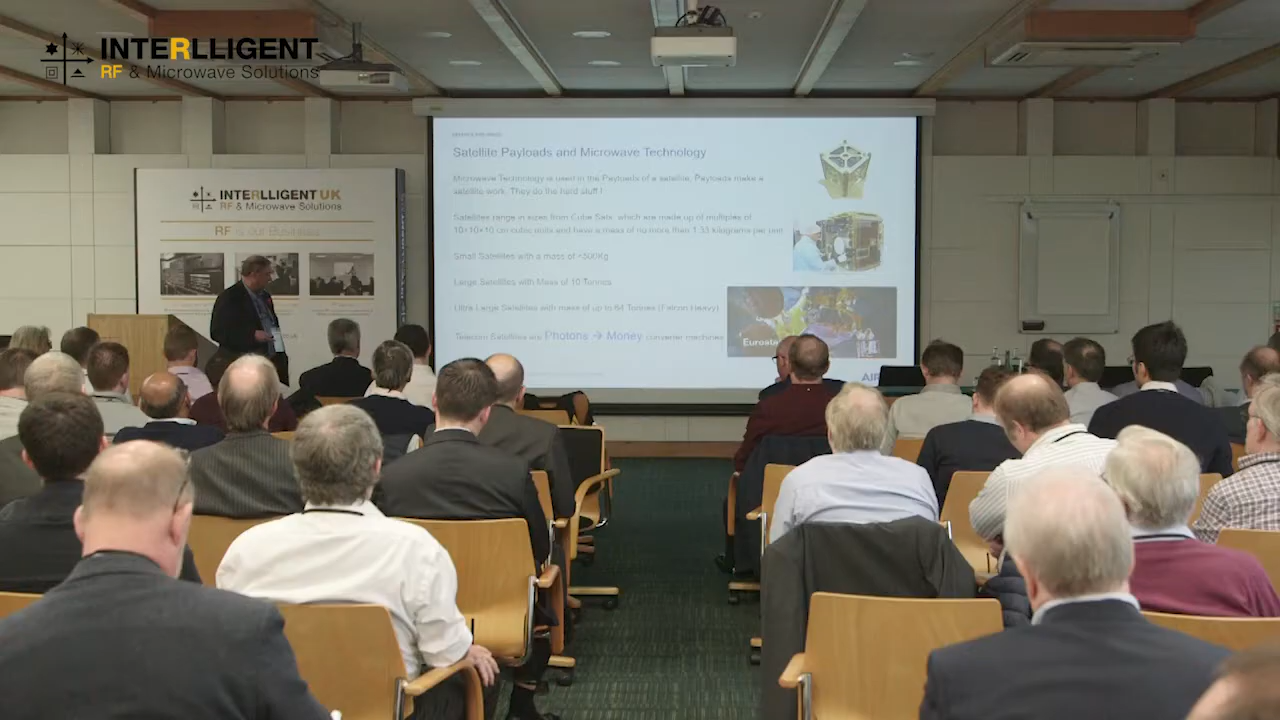 INTERLLIGENT
RF & Microwave Solutions
INTERLLIGENT UK
RF & Microwave Solutions
RF is our Business
Satellite Payloads and Microwave Technology
Microwave Technology is used in the Payloads of a satellite, Payloads make a
satellite work. They do the hard stuff !
Satellites range in sizes from Cube Sats, which are made up of multiples of
10×10×10 cm cubic units and have a mass of no more than 1.33 kilograms per unit
Small Satellites with a mass of <500Kg
Large Satellites with Mass of 10 Tonnes
Ultra Large Satellites with mass of up to 64 Tonnes (Falcon Heavy)
Telecom Satellites are Photons → Money converter machines